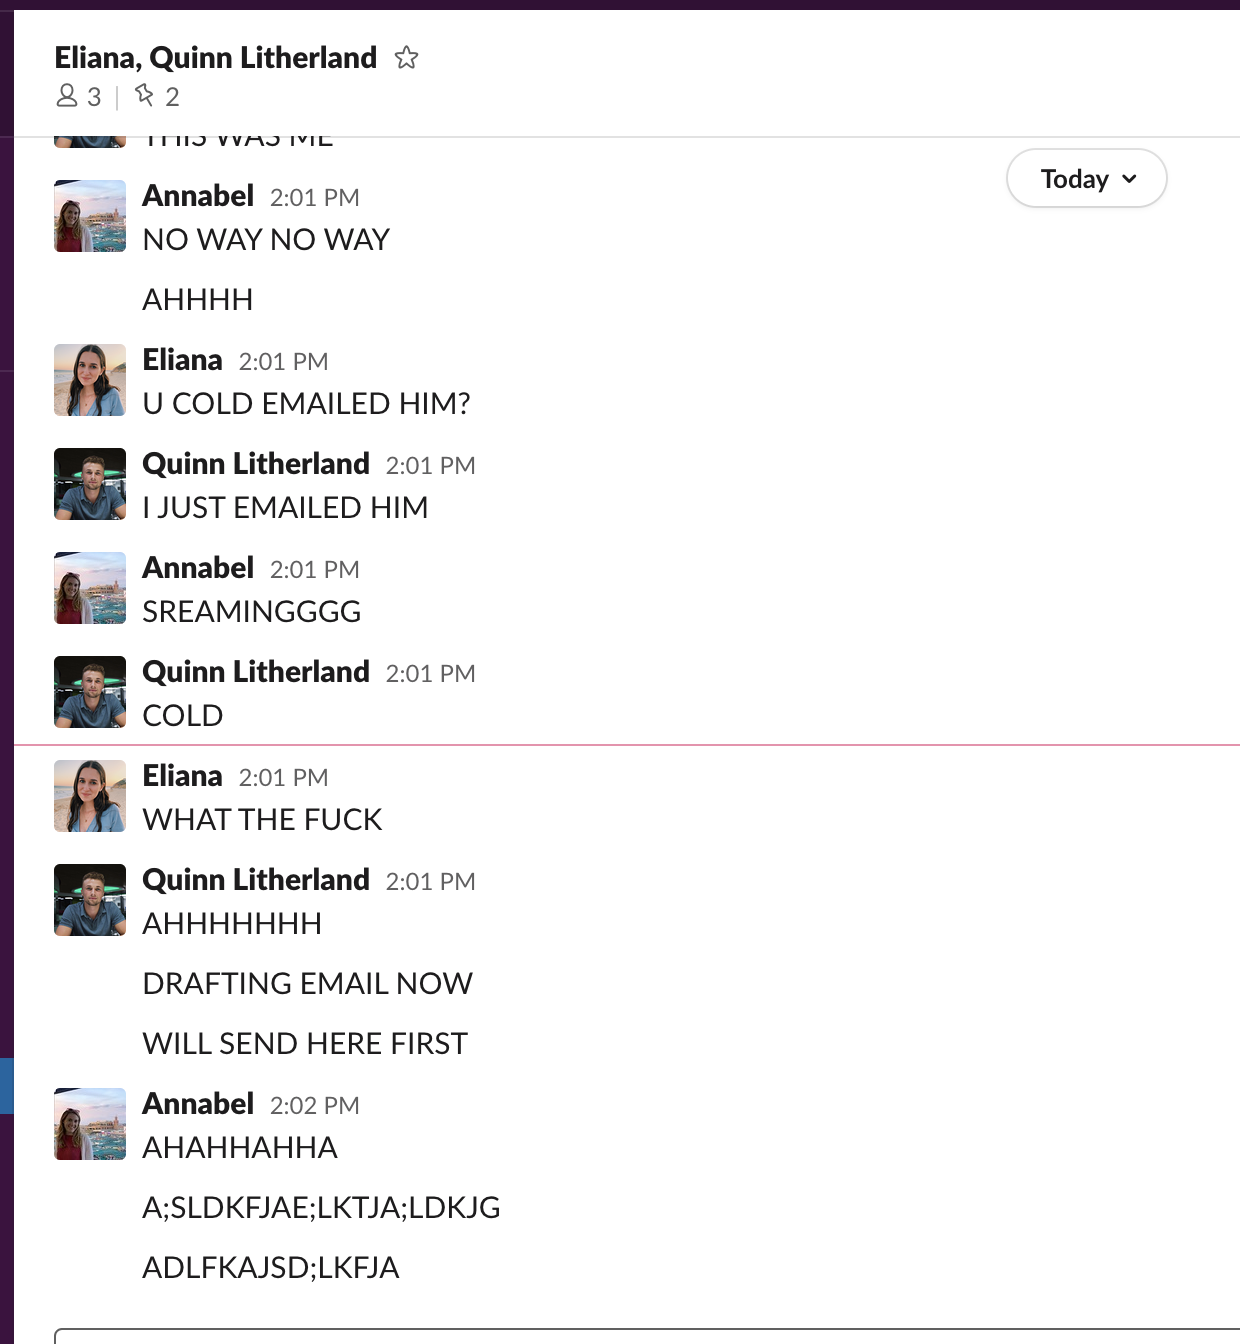 Eliana, Quinn Litherland
3 | 2
THIS WAS ME
Today
Annabel 2:01 PM
NO WAY NO WAY
AHHHH
Eliana 2:01 PM
U COLD EMAILED HIM?
Quinn Litherland 2:01 PM
I JUST EMAILED HIM
Annabel 2:01 PM
SREAMINGGGG
Quinn Litherland 2:01 PM
COLD
Eliana 2:01 PM
WHAT THE FUCK
Quinn Litherland 2:01 PM
AHHHHHHH
DRAFTING EMAIL NOW
WILL SEND HERE FIRST
Annabel 2:02 PM
AHAHHAHHA
A;SLDKFJAE;LKTJA;LDKJG
ADLFKAJSD;LKFJA